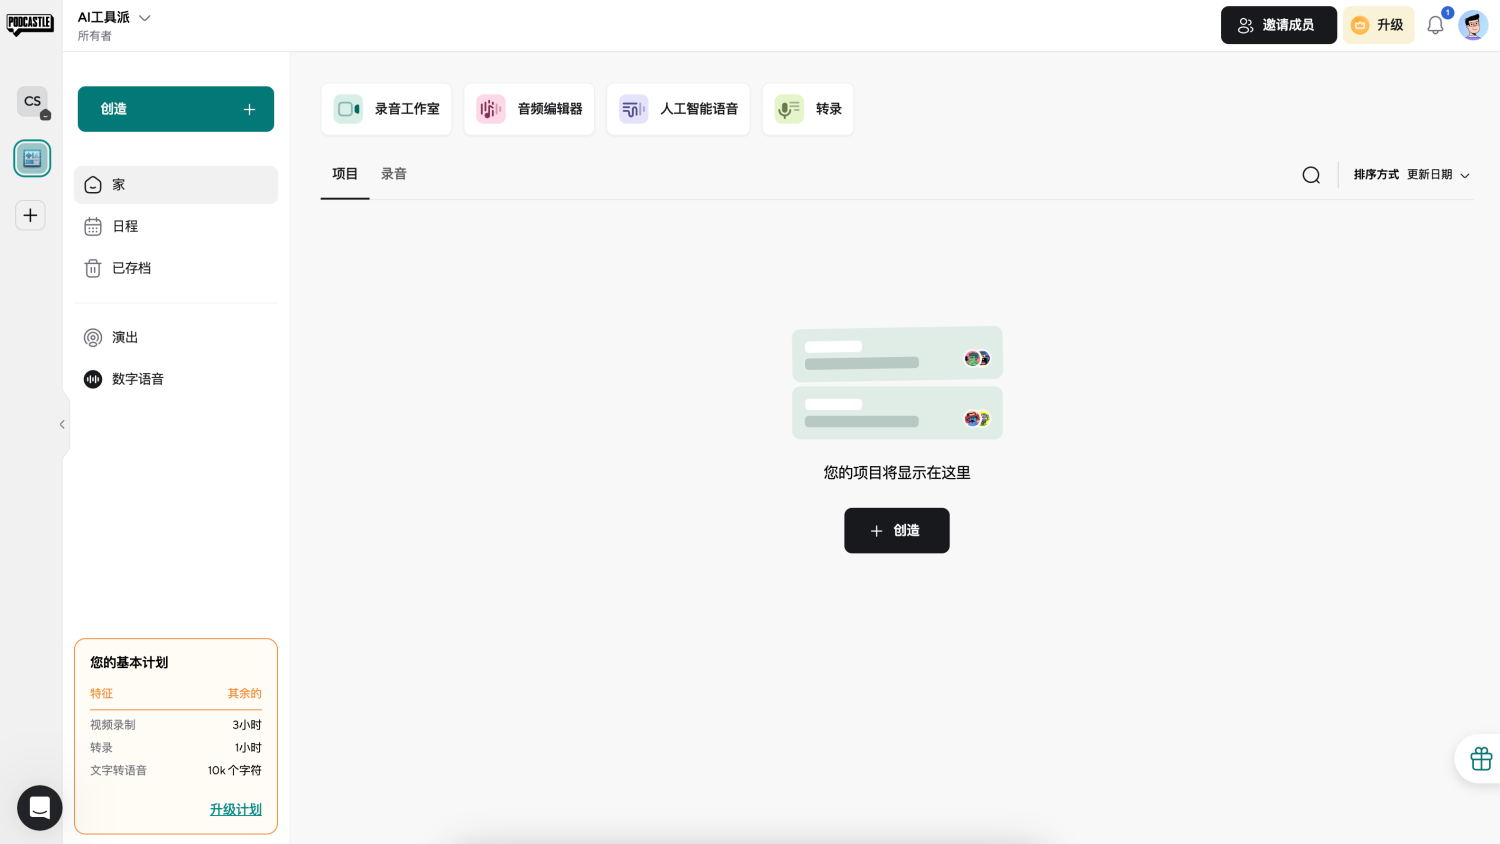 PODCASTLE
AI工具派
所有者
邀请成员
升级
1
CS
创造
家
日程
已存档
演出
数字语音
录音工作室
音频编辑器
人工智能语音
转录
项目
录音
排序方式 更新日期
您的项目将显示在这里
创造
您的基本计划
特征 其余的
视频录制 3小时
转录 1小时
文字转语音 10k 个字符
升级计划